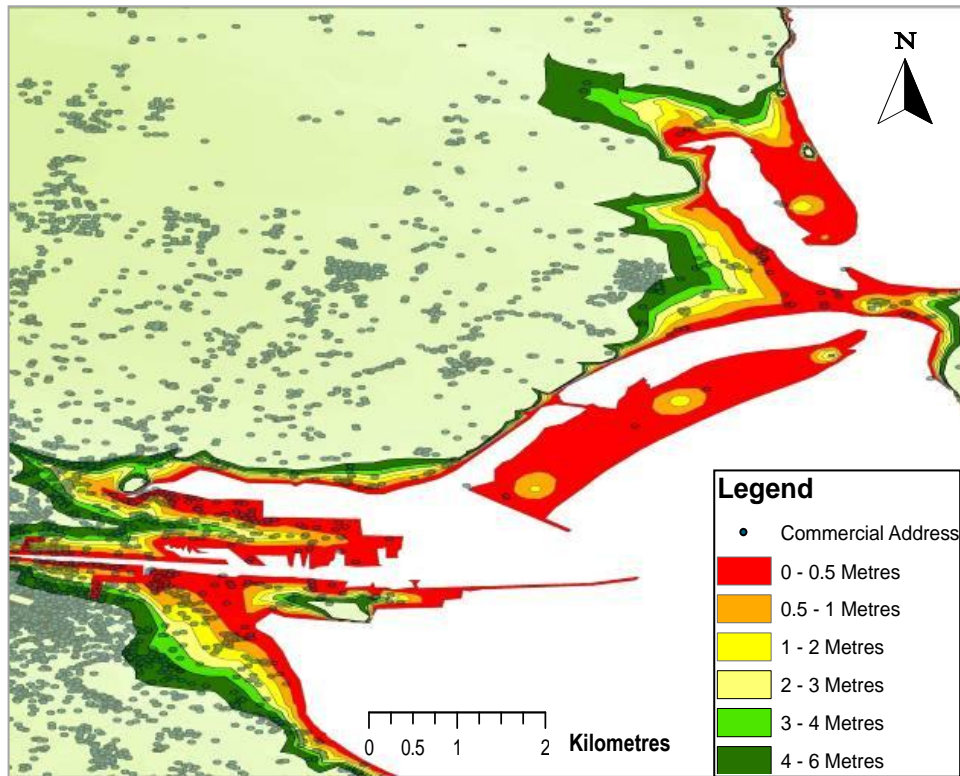 N
Legend
Commercial Address
0 - 0.5 Metres
0.5 - 1 Metres
1 - 2 Metres
2 - 3 Metres
3 - 4 Metres
4 - 6 Metres
0 0.5 1 2 Kilometres